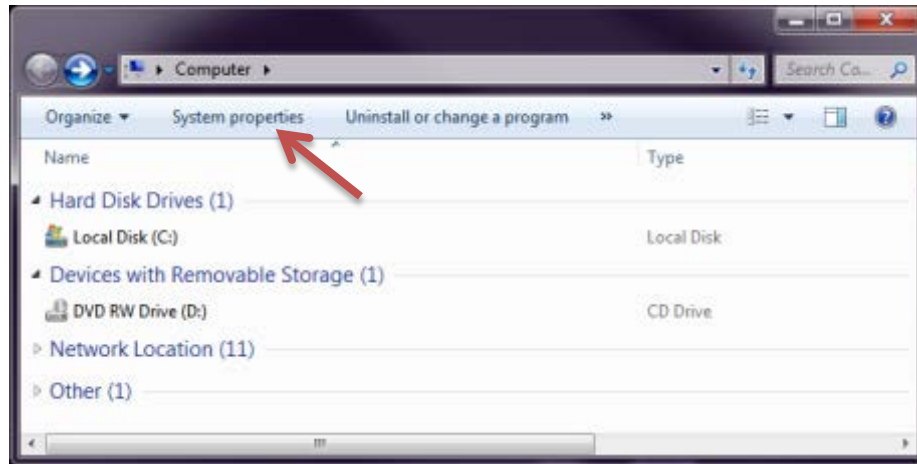 Computer
Search Co...
Organize System properties Uninstall or change a program »
Name Type
Hard Disk Drives (1)
Local Disk (C:) Local Disk
Devices with Removable Storage (1)
DVD RW Drive (D:) CD Drive
Network Location (11)
Other (1)